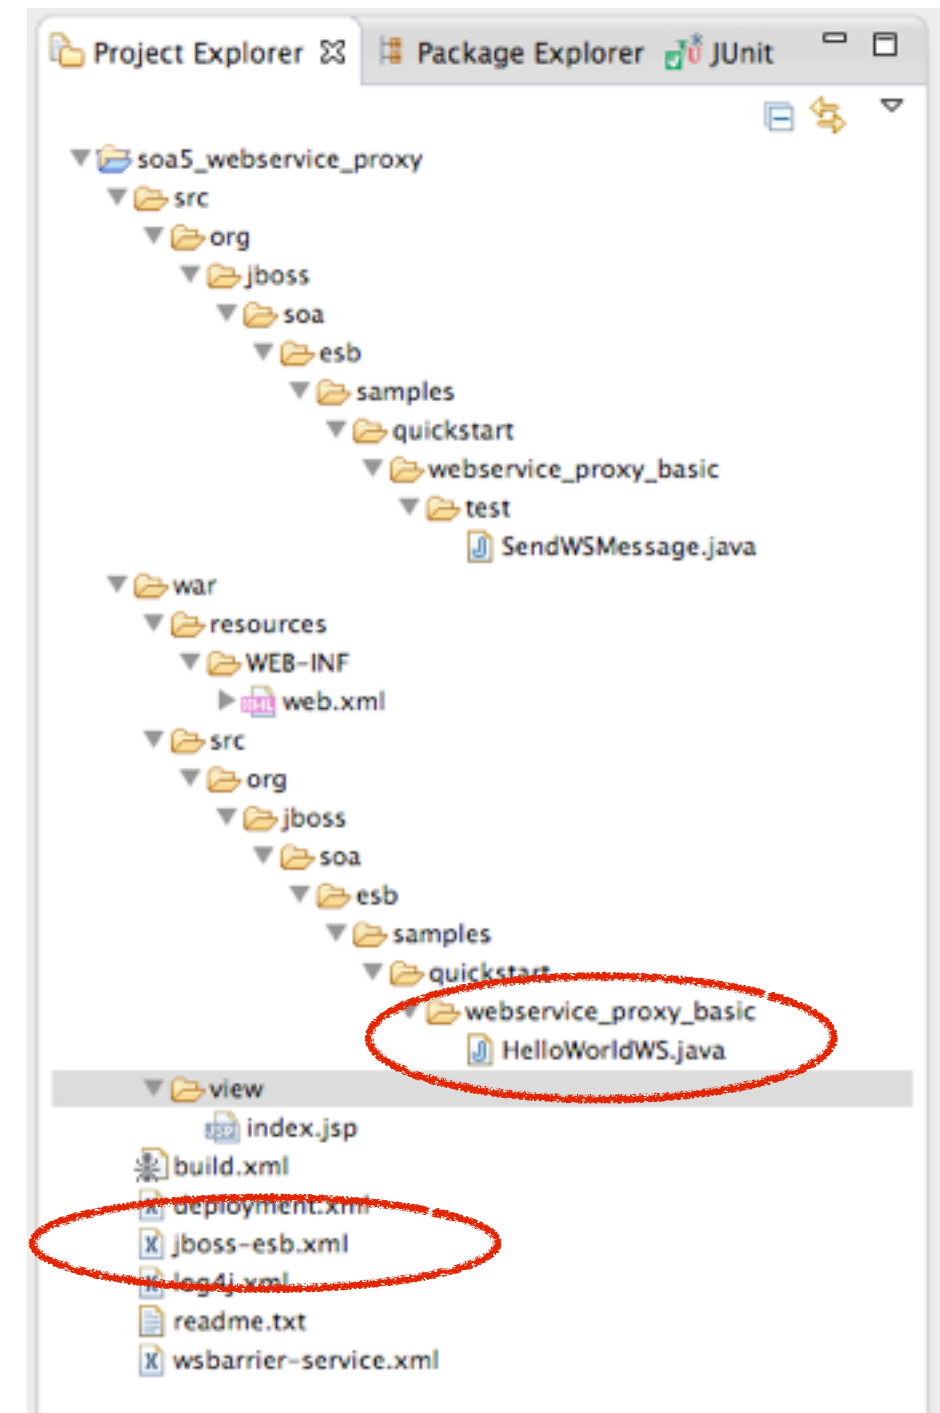 Project Explorer Package Explorer JUnit
soa5_webservice_proxy
src
org
jboss
soa
esb
samples
quickstart
webservice_proxy_basic
test
SendWSMessage.java
war
resources
WEB-INF
web.xml
src
org
jboss
soa
esb
samples
quickstart
webservice_proxy_basic
HelloWorldWS.java
view
index.jsp
build.xml
deployment.xml
jboss-esb.xml
log4j.xml
readme.txt
wsbarrier-service.xml